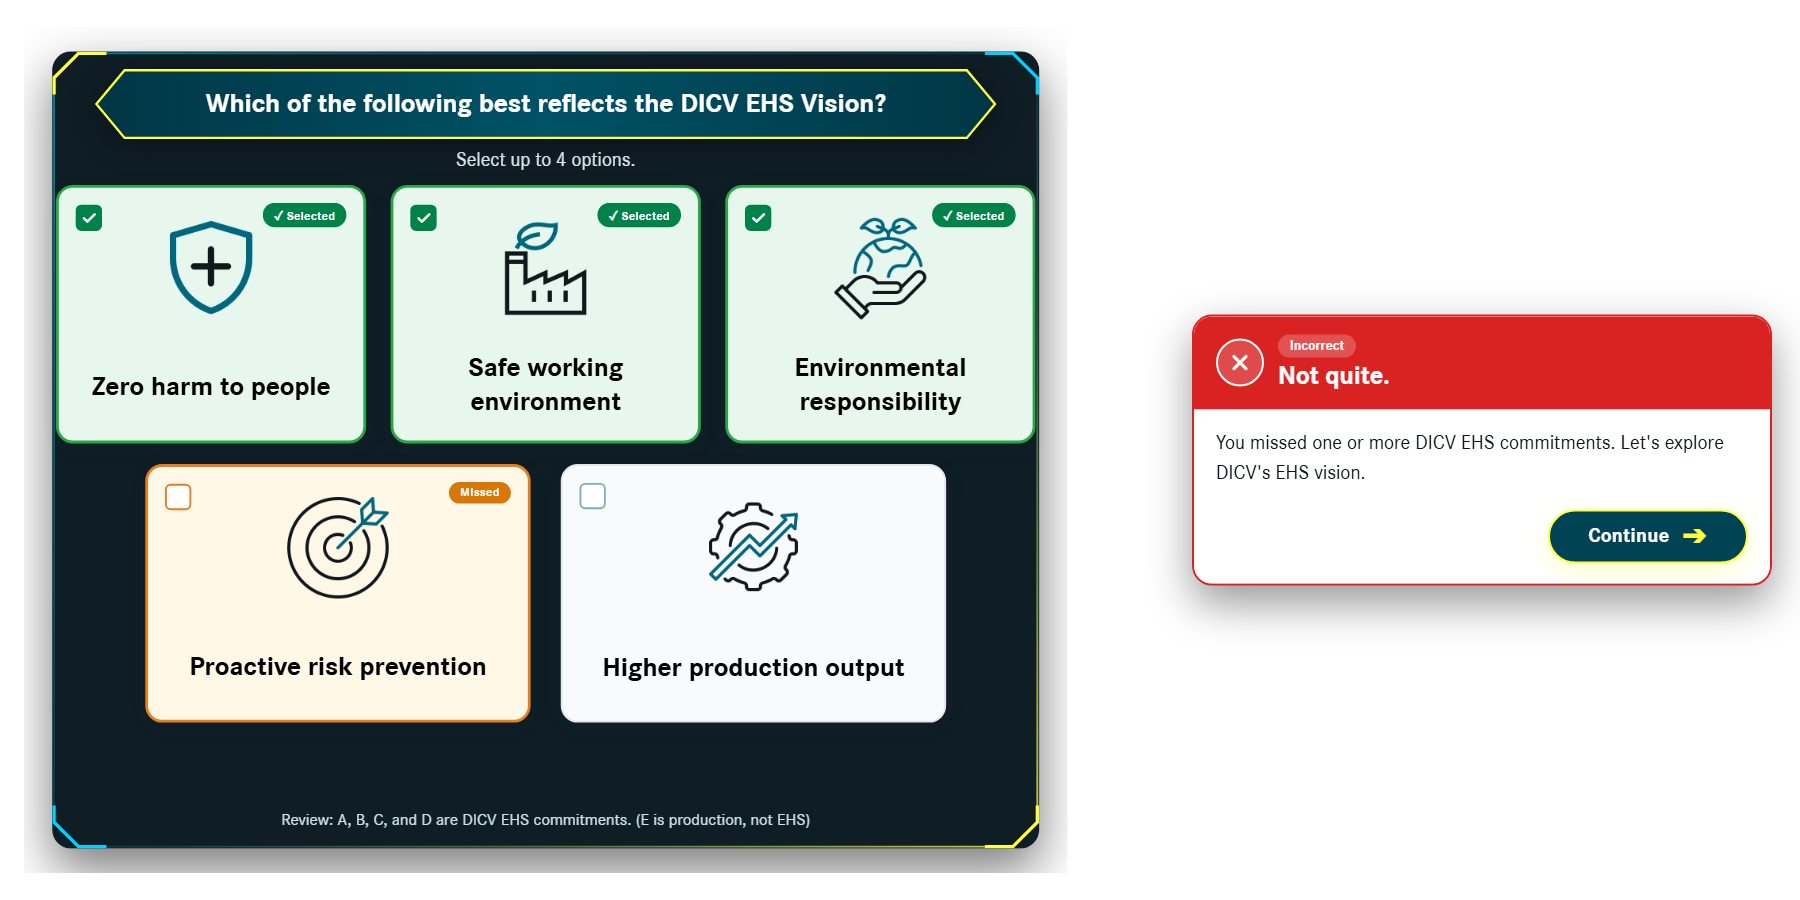 Which of the following best reflects the DICV EHS Vision?
Select up to 4 options.
✓ Selected
Zero harm to people
✓ Selected
Safe working
environment
✓ Selected
Environmental
responsibility
Missed
Proactive risk prevention
Higher production output
Review: A, B, C, and D are DICV EHS commitments. (E is production, not EHS)
Incorrect
Not quite.
You missed one or more DICV EHS commitments. Let's explore
DICV's EHS vision.
Continue